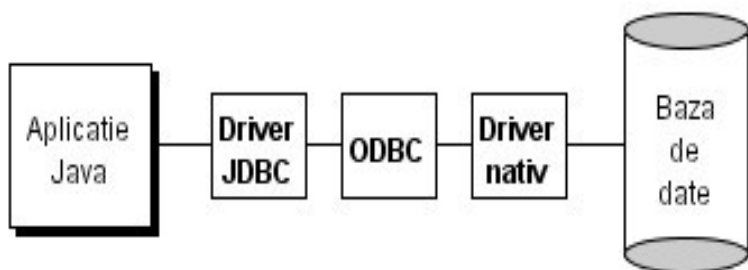 Aplicatie
Java
Driver
JDBC
ODBC
Driver
nativ
Baza
de
date